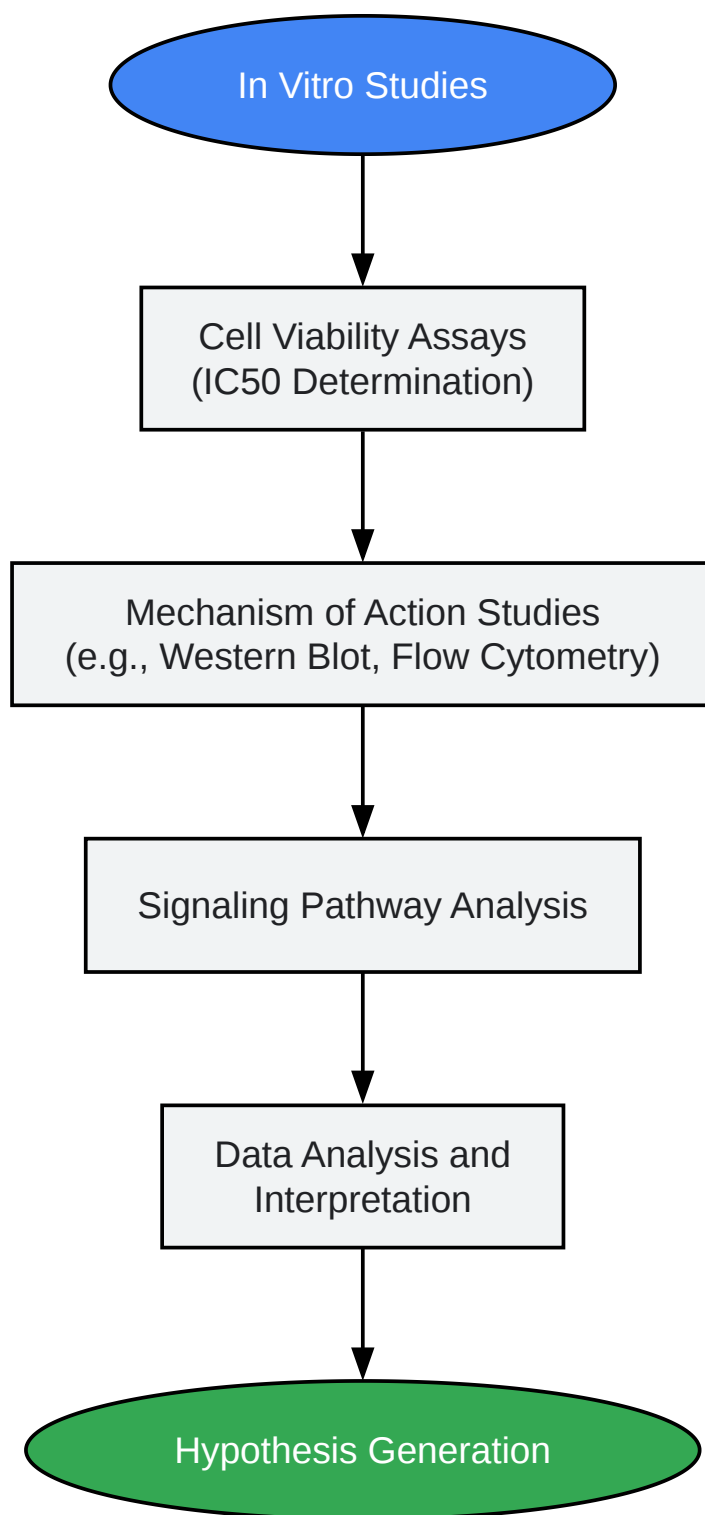 In Vitro Studies
Cell Viability Assays
(IC50 Determination)
Mechanism of Action Studies
(e.g., Western Blot, Flow Cytometry)
Signaling Pathway Analysis
Data Analysis and
Interpretation
Hypothesis Generation